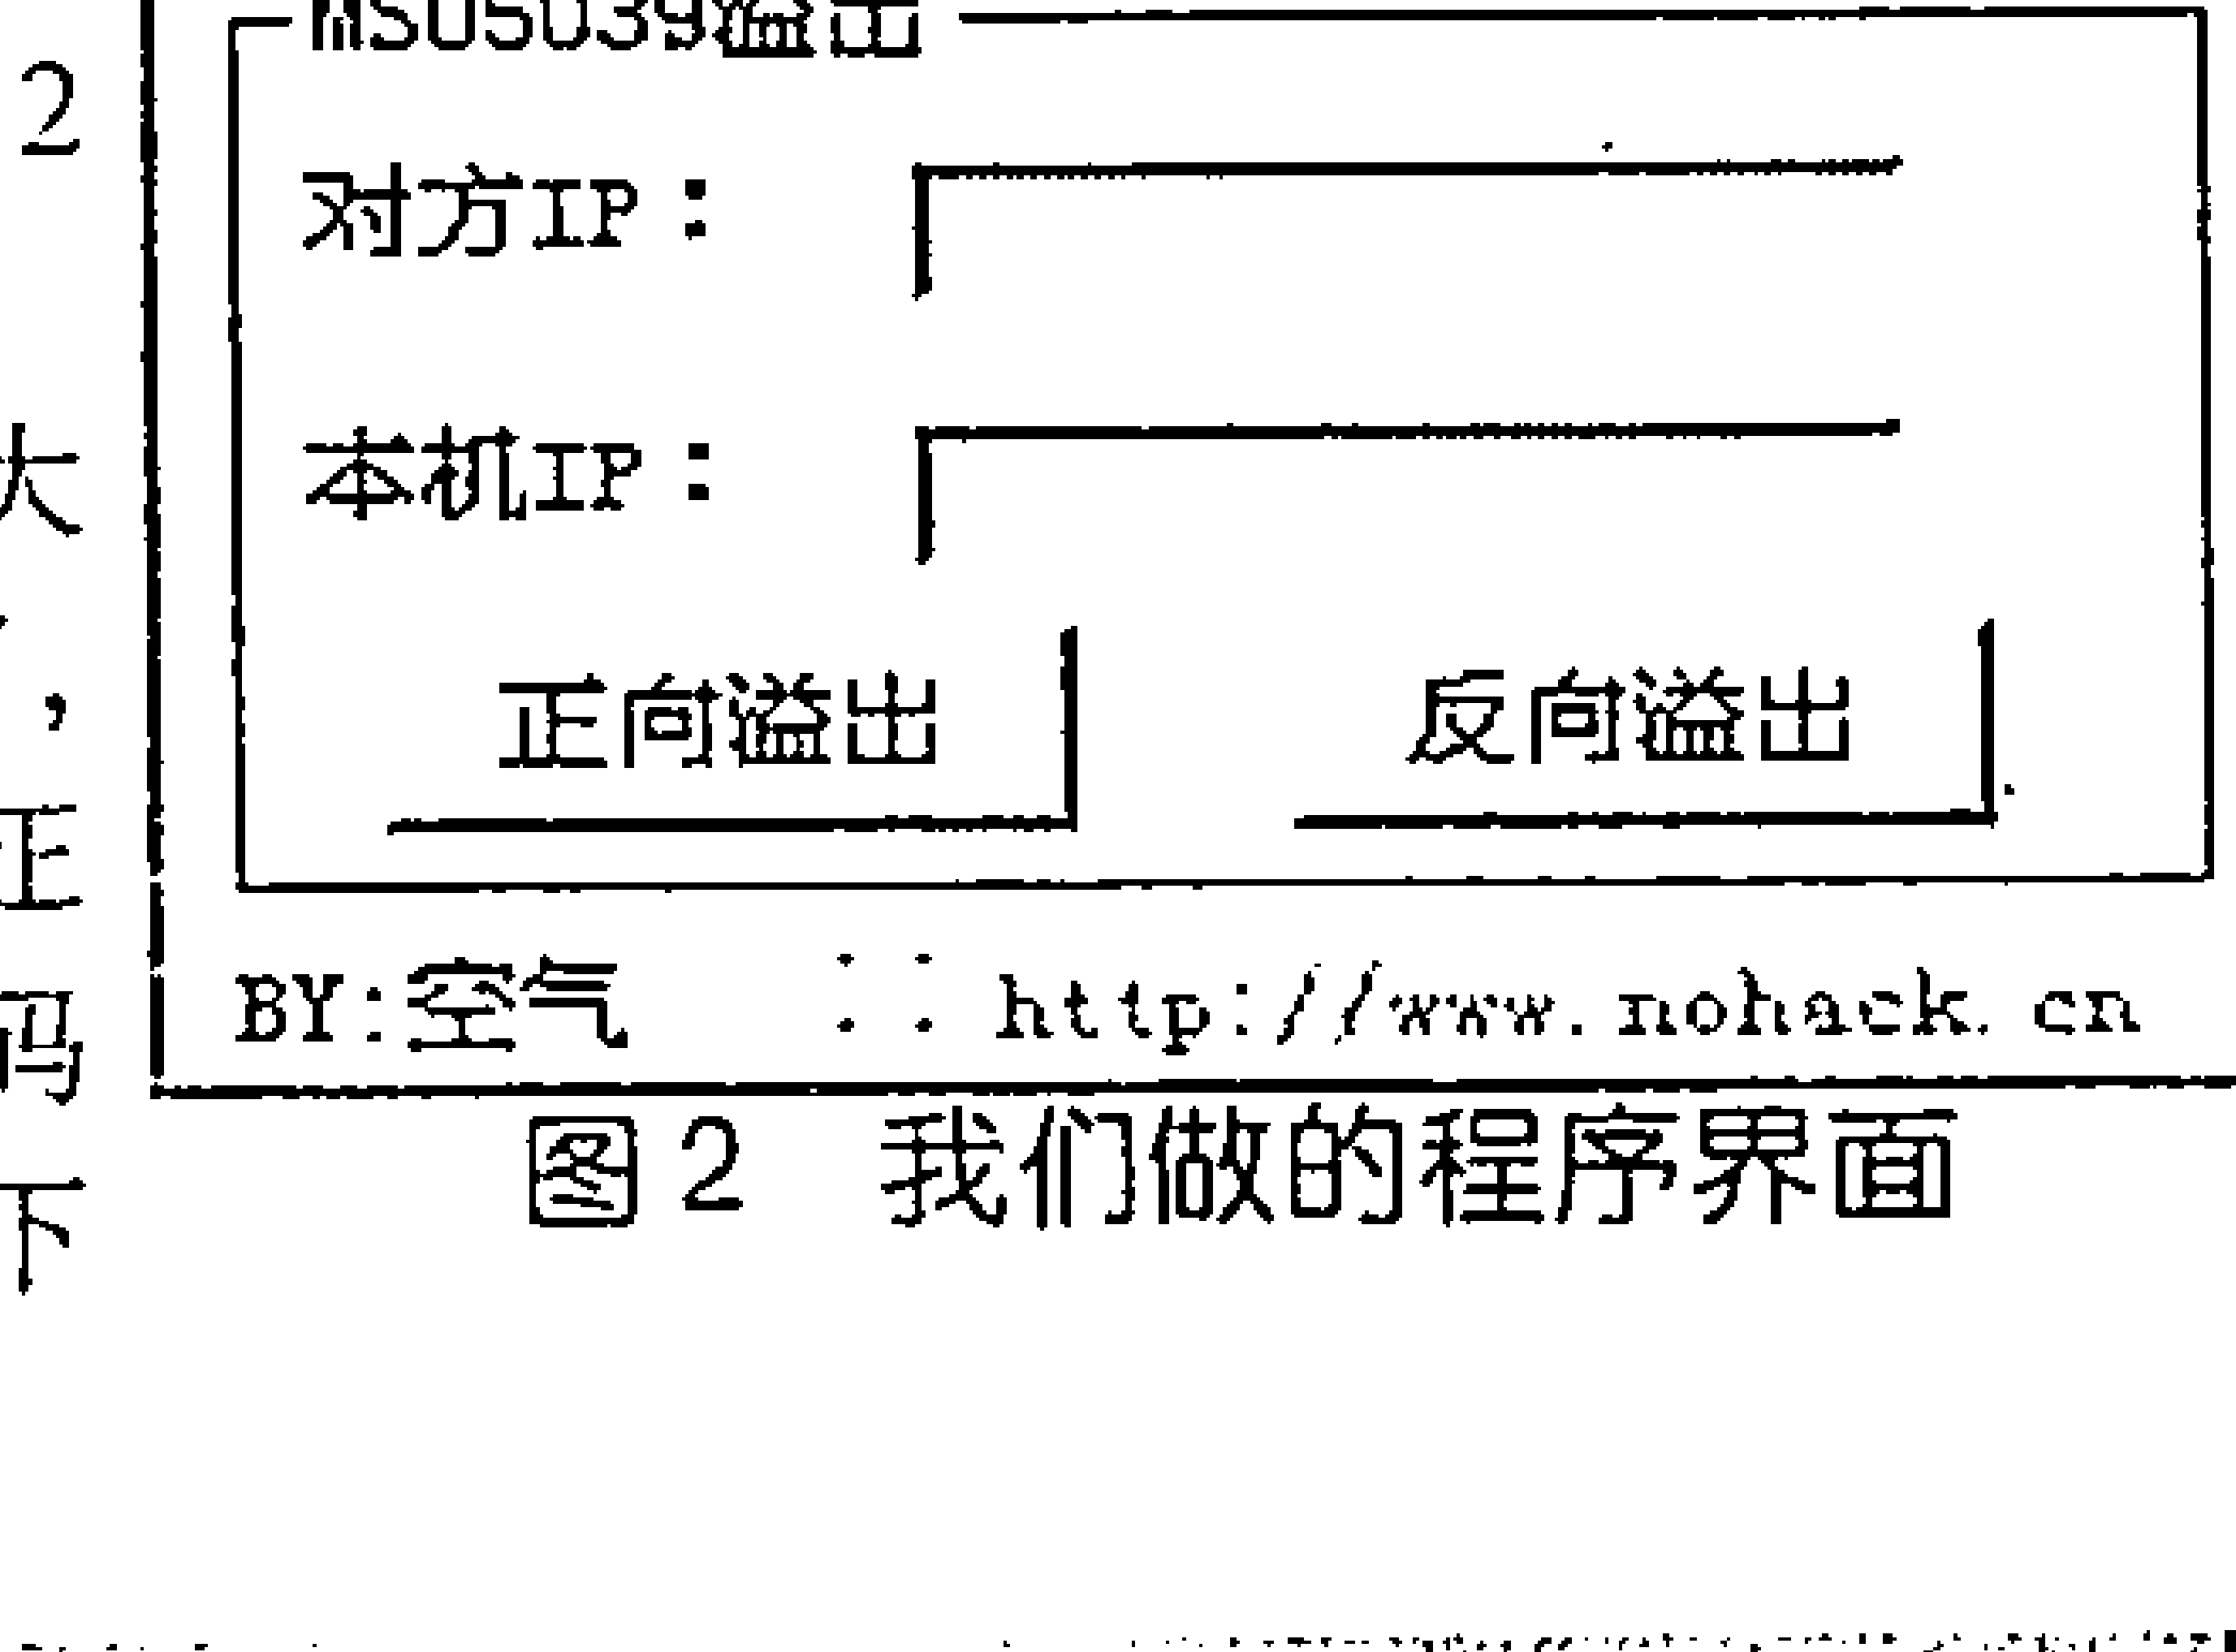 MS05039溢出
2
对方IP：
本机IP：
大
，
正向溢出 反向溢出
正
BY:空气 :: http://www.nohack.cn
码
图2 我们做的程序界面
下